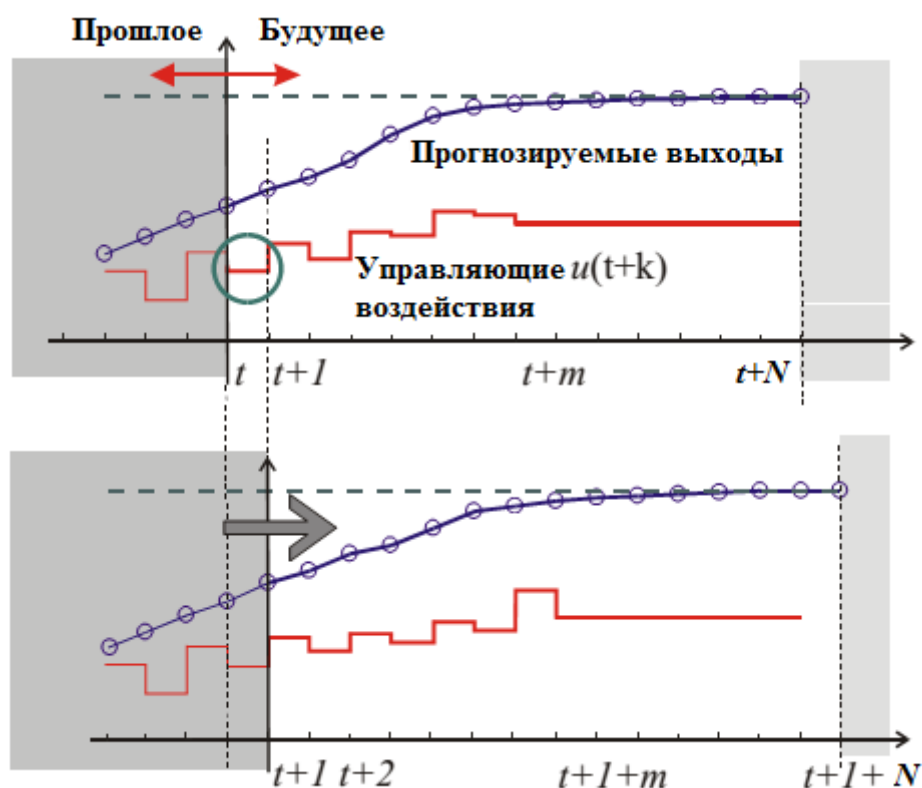 Прошлое Будущее
Прогнозируемые выходы
Управляющие u(t+k)
воздействия
t t+1 t+m t+N
t+1 t+2 t+1+m t+1+ N